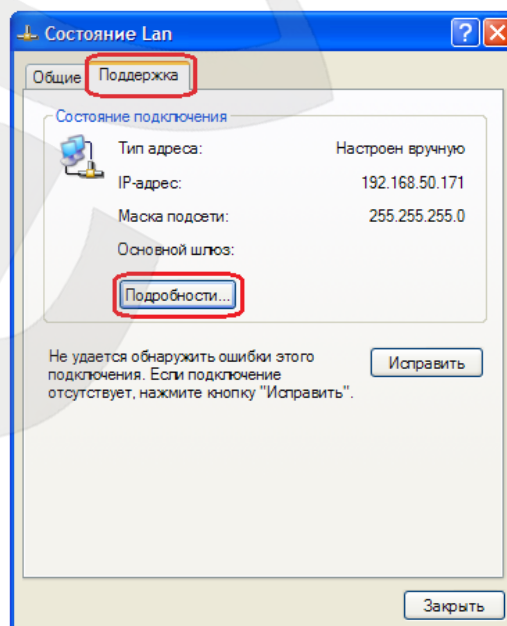 Состояние Lan
Общие Поддержка
Состояние подключения
Тип адреса: Настроен вручную
IP-адрес: 192.168.50.171
Маска подсети: 255.255.255.0
Основной шлюз:
Подробности...
Не удается обнаружить ошибки этого
подключения. Если подключение
отсутствует, нажмите кнопку "Исправить".
Исправить
Закрыть